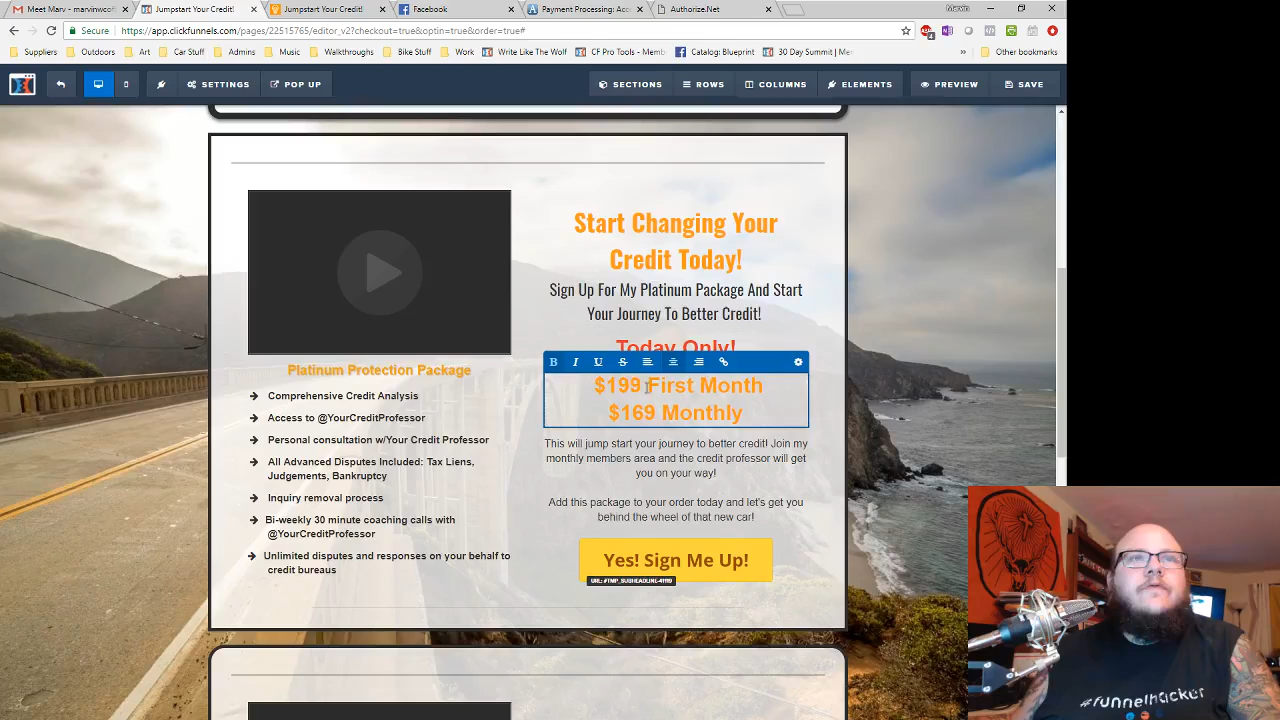 Meet Marv - marvinwcoff
Jumpstart Your Credit!
Jumpstart Your Credit!
Facebook
Payment Processing: Acc
Authorize.Net
Marvin
Secure
https://app.clickfunnels.com/pages/22515765/editor_v2?checkout=true&optin=true&order=true#
Suppliers
Outdoors
Art
Car Stuff
Admins
Music
Walkthroughs
Bike Stuff
Work
Write Like The Wolf
CF Pro Tools - Memb
Catalog: Blueprint
30 Day Summit | Me
»
Other bookmarks
SETTINGS
POP UP
SECTIONS
ROWS
COLUMNS
ELEMENTS
PREVIEW
SAVE
Start Changing Your
Credit Today!
Sign Up For My Platinum Package And Start
Your Journey To Better Credit!
Today Only!
B I U S
$199 First Month
$169 Monthly
This will jump start your journey to better credit! Join my
monthly members area and the credit professor will get
you on your way!
Add this package to your order today and let's get you
behind the wheel of that new car!
Yes! Sign Me Up!
URL: #TMP_SUBHEADLINE-41119
Platinum Protection Package
Comprehensive Credit Analysis
Access to @YourCreditProfessor
Personal consultation w/Your Credit Professor
All Advanced Disputes Included: Tax Liens,
Judgements, Bankruptcy
Inquiry removal process
Bi-weekly 30 minute coaching calls with
@YourCreditProfessor
Unlimited disputes and responses on your behalf to
credit bureaus
#funnelhacker